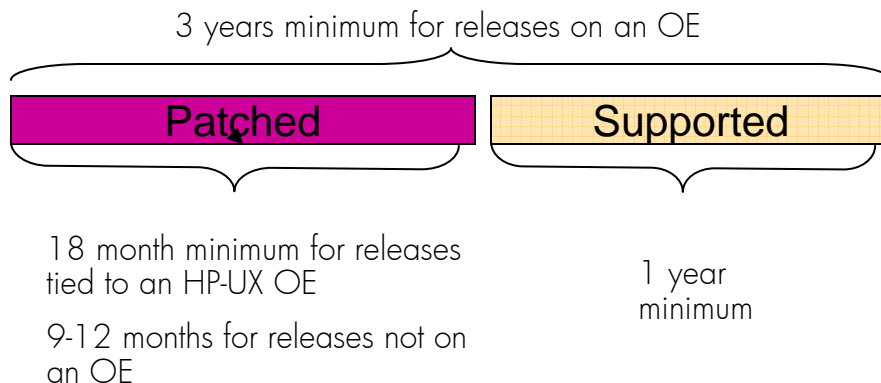 3 years minimum for releases on an OE
Patched
Supported
18 month minimum for releases
tied to an HP-UX OE
9-12 months for releases not on
an OE
1 year
minimum